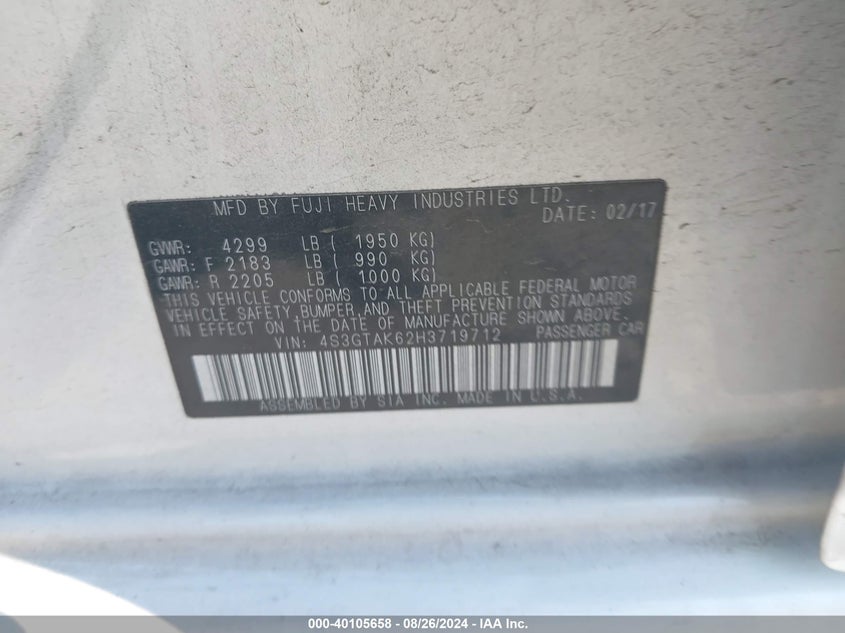 MFD BY FUJI HEAVY INDUSTRIES LTD.
DATE: 02/17
GVWR: 4299 LB ( 1950 KG)
GAWR: F 2183 LB ( 990 KG)
GAWR: R 2205 LB ( 1000 KG)
THIS VEHICLE CONFORMS TO ALL APPLICABLE FEDERAL MOTOR
VEHICLE SAFETY, BUMPER, AND THEFT PREVENTION STANDARDS
IN EFFECT ON THE DATE OF MANUFACTURE SHOWN ABOVE.
VIN: 4S3GTAK62H3719712 PASSENGER CAR
ASSEMBLED BY SIA INC. MADE IN U.S.A.
000-40105658 - 08/26/2024 - IAA Inc.